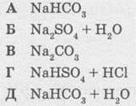 А NaHCO₃
Б Na₂SO₄ + H₂O
В Na₂CO₃
Г NaHSO₄ + HCl
Д NaHCO₃ + H₂O